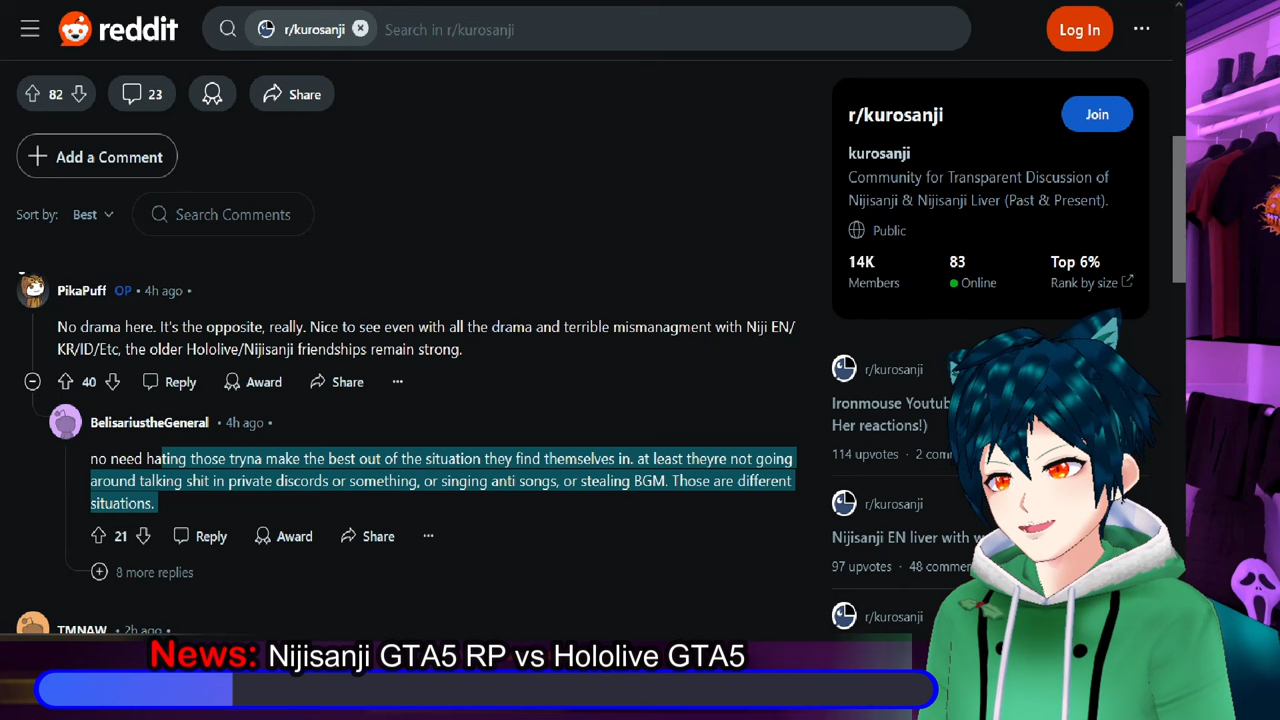 reddit
r/kurosanji
Search in r/kurosanji
Log In
82
23
Share
Add a Comment
Sort by: Best
Search Comments
PikaPuff OP • 4h ago •
No drama here. It's the opposite, really. Nice to see even with all the drama and terrible mismanagment with Niji EN/
KR/ID/Etc, the older Hololive/Nijisanji friendships remain strong.
40 Reply Award Share
BelisariustheGeneral • 4h ago •
no need hating those tryna make the best out of the situation they find themselves in. at least theyre not going
around talking shit in private discords or something, or singing anti songs, or stealing BGM. Those are different
situations.
21 Reply Award Share
8 more replies
TMNAW • 2h ago •
r/kurosanji
Join
kurosanji
Community for Transparent Discussion of
Nijisanji & Nijisanji Liver (Past & Present).
Public
14K 83 Top 6%
Members Online Rank by size
r/kurosanji
Ironmouse Youtub
Her reactions!)
114 upvotes • 2 com
r/kurosanji
Nijisanji EN liver with w
97 upvotes • 48 comme
r/kurosanji
News: Nijisanji GTA5 RP vs Hololive GTA5